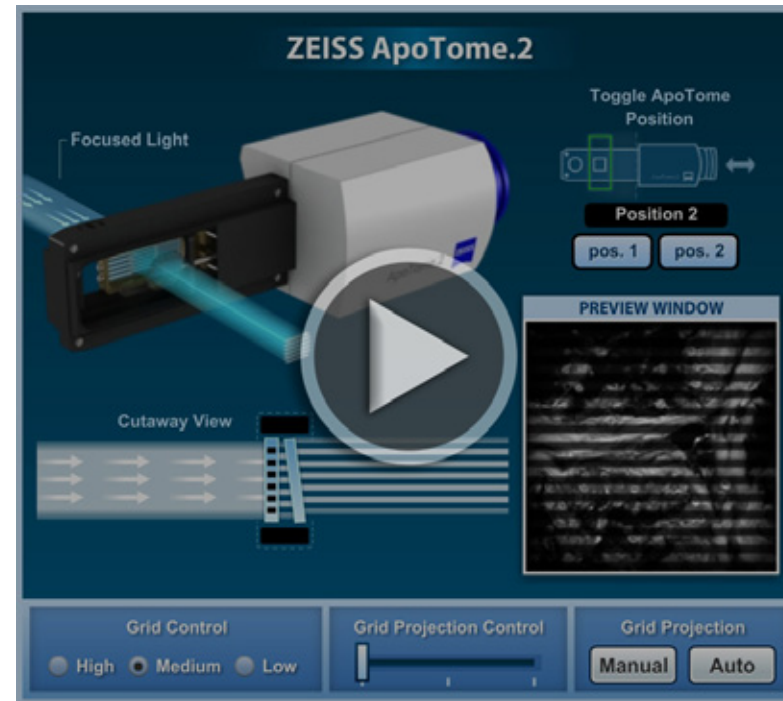 ZEISS ApoTome.2
Toggle ApoTome
Position
Focused Light
Position 2
pos. 1
pos. 2
ZEISS
PREVIEW WINDOW
Cutaway View
Grid Control
High
Medium
Low
Grid Projection Control
Grid Projection
Manual
Auto